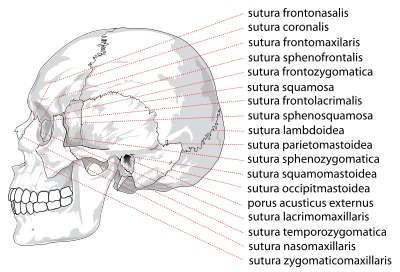 sutura frontonasalis
sutura coronalis
sutura frontomaxilaris
sutura sphenofrontalis
sutura frontozygomatica
sutura squamosa
sutura frontolacrimalis
sutura sphenosquamosa
sutura lambdoidea
sutura parietomastoidea
sutura sphenozygomatica
sutura squamomastoidea
sutura occipitmastoidea
porus acusticus externus
sutura lacrimomaxillaris
sutura temporozygomatica
sutura nasomaxillaris
sutura zygomaticomaxillaris